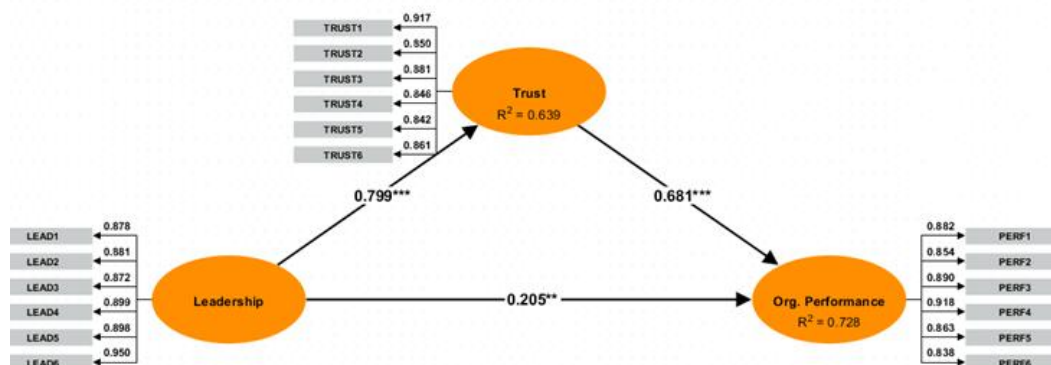 TRUST1 0.917
TRUST2 0.850
TRUST3 0.881
TRUST4 0.846
TRUST5 0.842
TRUST6 0.861
Trust
R² = 0.639
0.799***
0.681***
LEAD1 0.878
LEAD2 0.881
LEAD3 0.872
LEAD4 0.899
LEAD5 0.898
LEAD6 0.950
Leadership
0.205**
Org. Performance
R² = 0.728
0.882 PERF1
0.854 PERF2
0.890 PERF3
0.918 PERF4
0.863 PERF5
0.838 PERF6